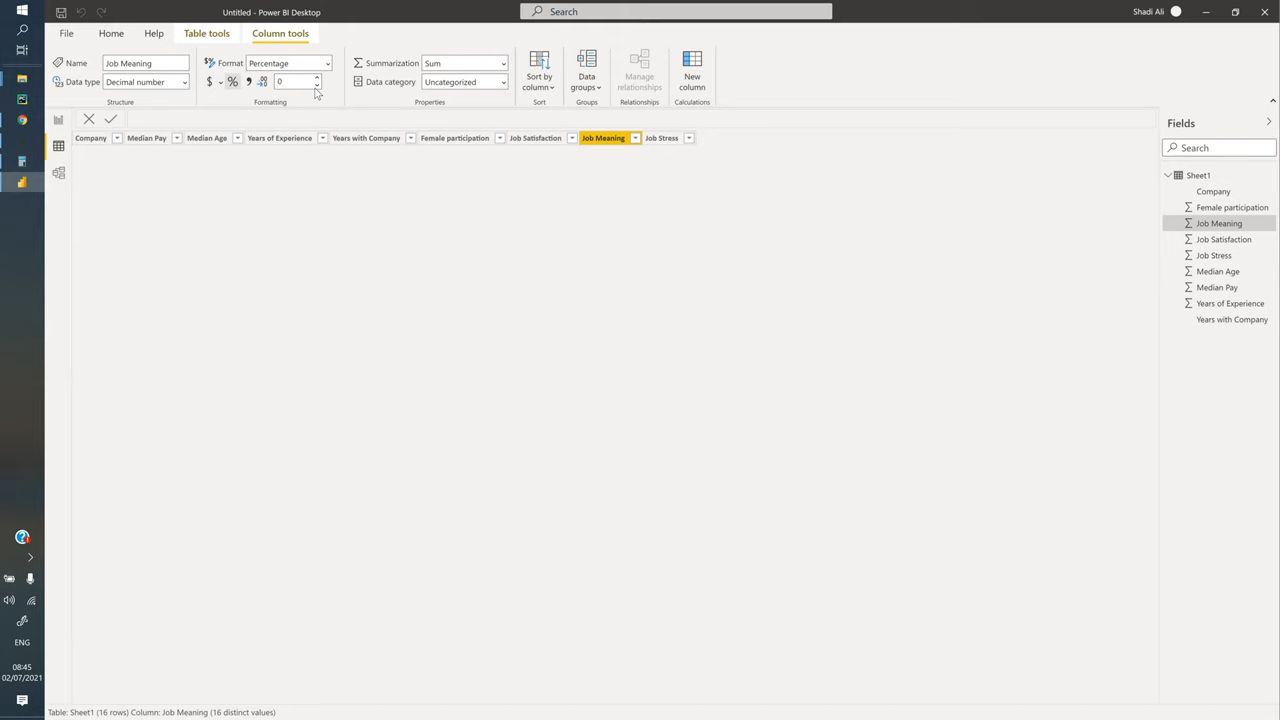 Untitled - Power BI Desktop
Search
Shadi Ali
File
Home
Help
Table tools
Column tools
Name
Job Meaning
Format
Percentage
Summarization
Sum
Data type
Decimal number
$
%
0
Data category
Uncategorized
Sort by
column
Data
groups
Manage
relationships
New
column
Structure
Formatting
Properties
Sort
Groups
Relationships
Calculations
Company
Median Pay
Median Age
Years of Experience
Years with Company
Female participation
Job Satisfaction
Job Meaning
Job Stress
Fields
Search
Sheet1
Company
Female participation
Job Meaning
Job Satisfaction
Job Stress
Median Age
Median Pay
Years of Experience
Years with Company
ENG
08:45
02/07/2021
Table: Sheet1 (16 rows) Column: Job Meaning (16 distinct values)